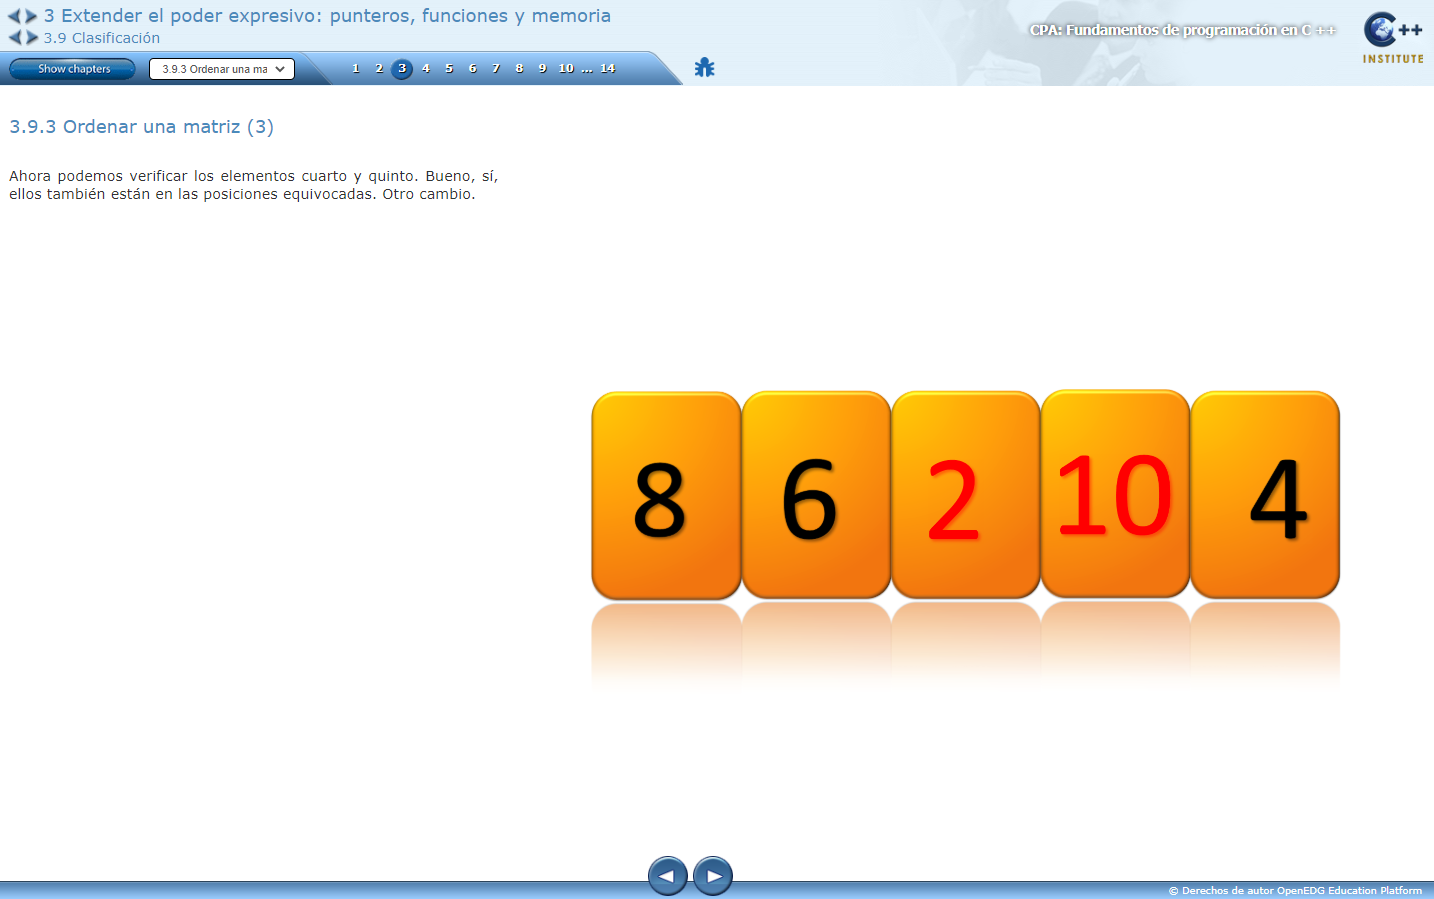 3 Extender el poder expresivo: punteros, funciones y memoria
3.9 Clasificación
CPA: Fundamentos de programación en C ++
C++
INSTITUTE
Show chapters
3.9.3 Ordenar una ma
1 2 3 4 5 6 7 8 9 10 ... 14
3.9.3 Ordenar una matriz (3)
Ahora podemos verificar los elementos cuarto y quinto. Bueno, sí,
ellos también están en las posiciones equivocadas. Otro cambio.
8 6 2 10 4
© Derechos de autor OpenEDG Education Platform